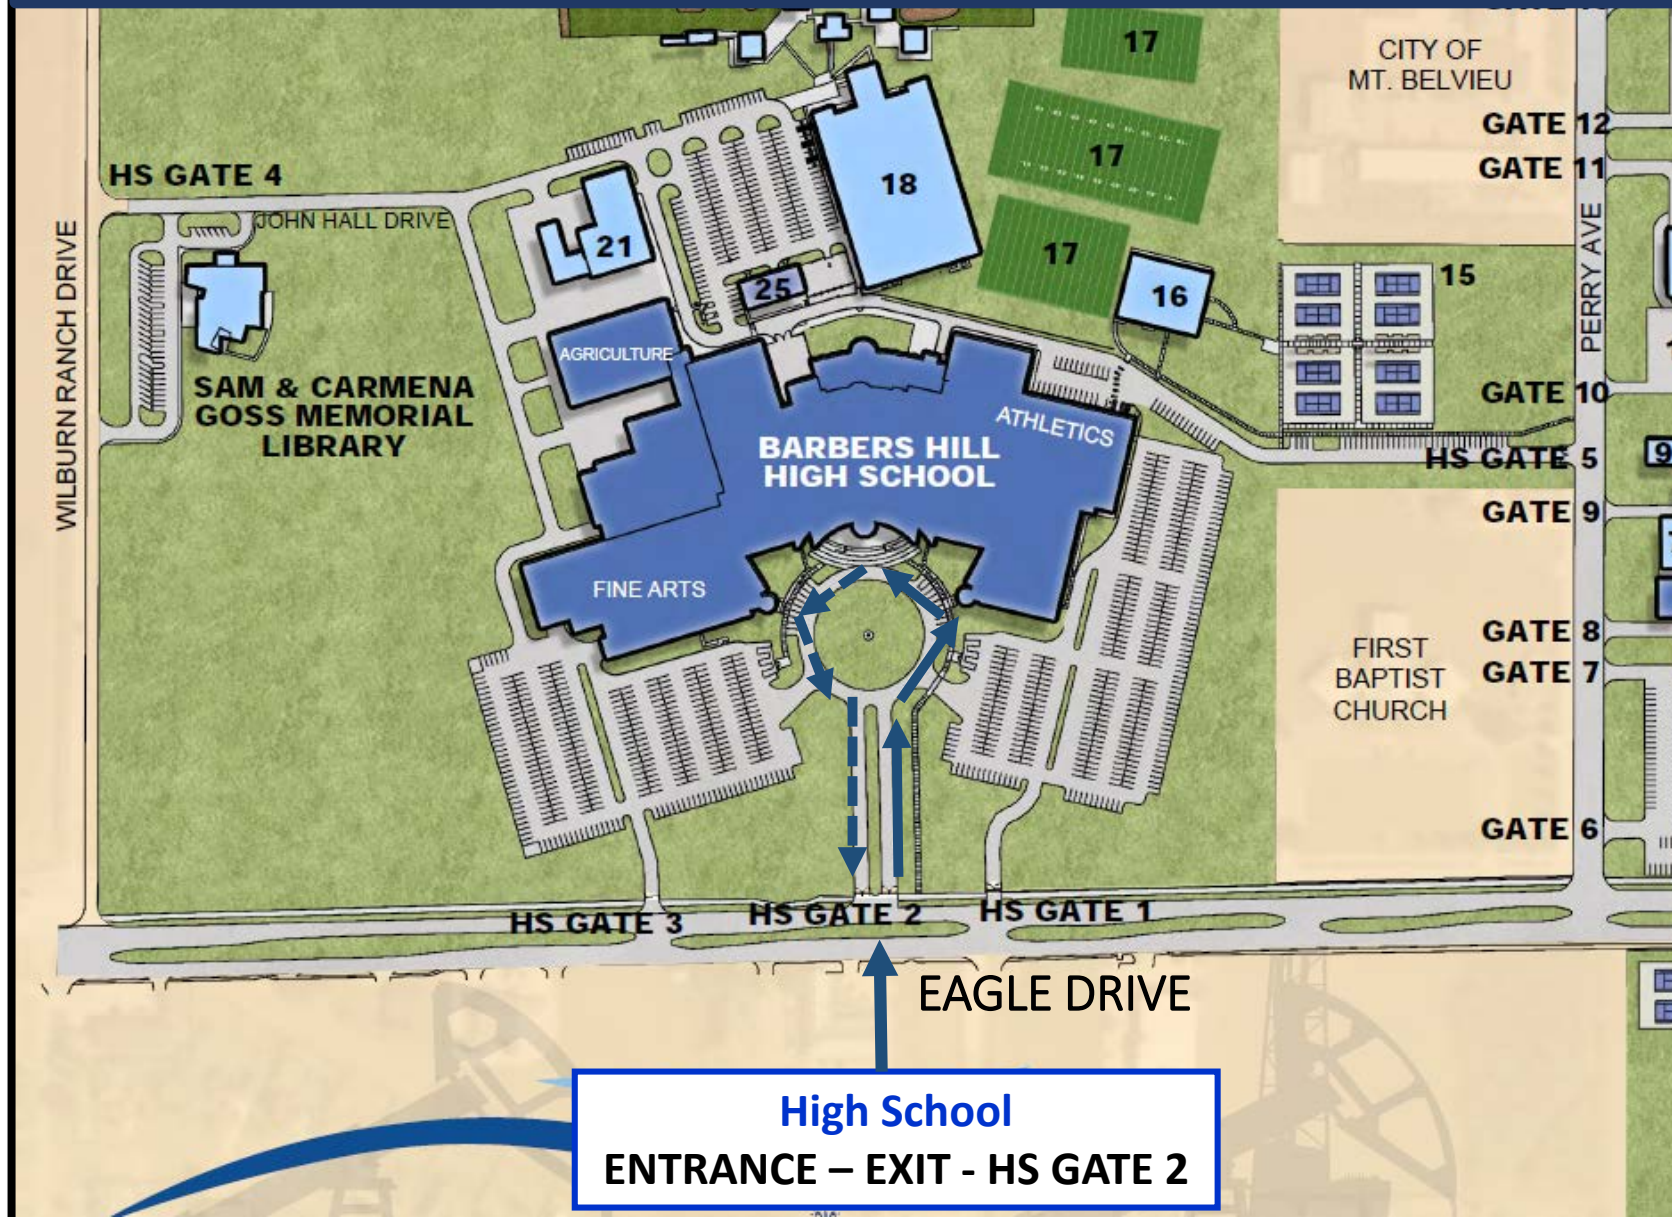 17
CITY OF
MT. BELVIEU
GATE 12
17
GATE 11
HS GATE 4
18
JOHN HALL DRIVE
21
17
25
16
15
WILBURN RANCH DRIVE
PERRY AVE
AGRICULTURE
SAM & CARMENA
GOSS MEMORIAL
LIBRARY
GATE 10
ATHLETICS
BARBERS HILL
HIGH SCHOOL
HS GATE 5
9
GATE 9
FINE ARTS
GATE 8
FIRST
BAPTIST
CHURCH
GATE 7
GATE 6
HS GATE 3
HS GATE 2
HS GATE 1
EAGLE DRIVE
High School
ENTRANCE – EXIT - HS GATE 2